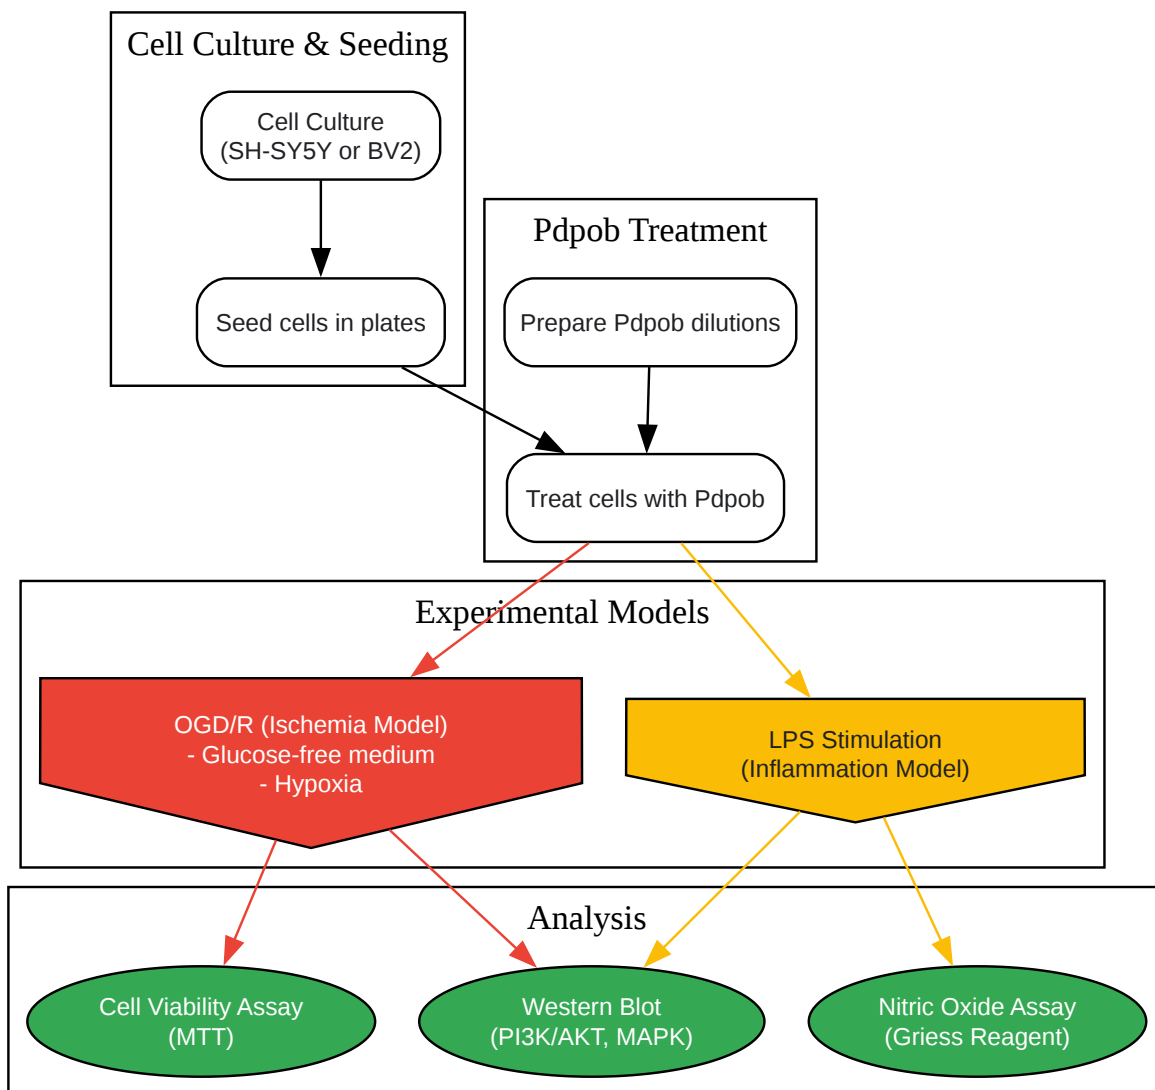 Cell Culture & Seeding
Cell Culture
(SH-SY5Y or BV2)
Seed cells in plates
Pdpob Treatment
Prepare Pdpob dilutions
Treat cells with Pdpob
Experimental Models
OGD/R (Ischemia Model)
- Glucose-free medium
- Hypoxia
LPS Stimulation
(Inflammation Model)
Analysis
Cell Viability Assay
(MTT)
Western Blot
(PI3K/AKT, MAPK)
Nitric Oxide Assay
(Griess Reagent)